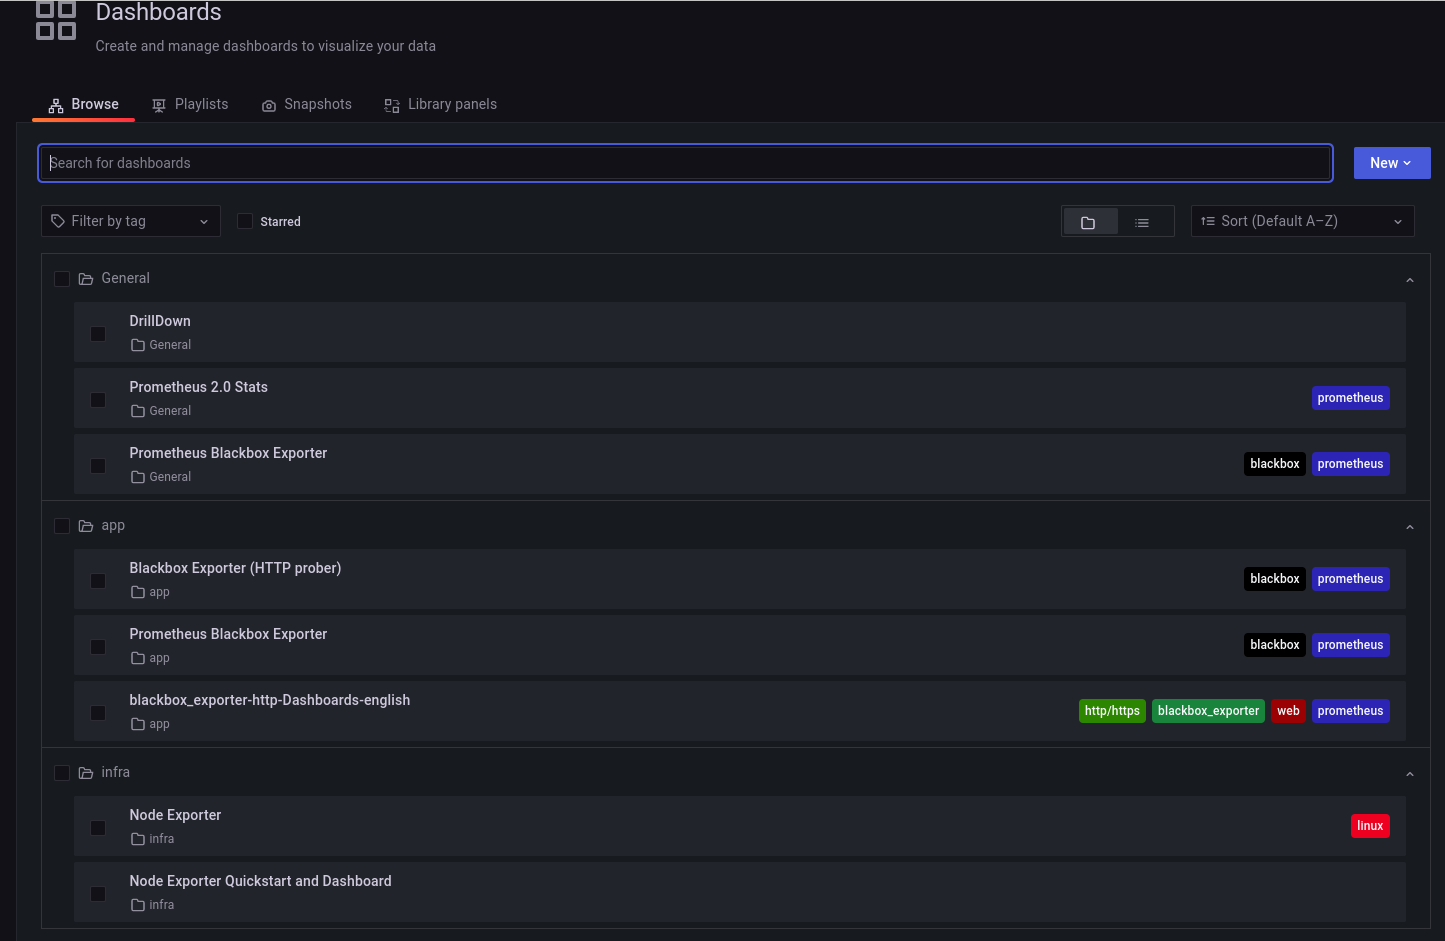 Dashboards
Create and manage dashboards to visualize your data
Browse Playlists Snapshots Library panels
Search for dashboards New
Filter by tag Starred Sort (Default A–Z)
General
DrillDown
General
Prometheus 2.0 Stats
General
prometheus
Prometheus Blackbox Exporter
General
blackbox prometheus
app
Blackbox Exporter (HTTP prober)
app
blackbox prometheus
Prometheus Blackbox Exporter
app
blackbox prometheus
blackbox_exporter-http-Dashboards-english
app
http/https blackbox_exporter web prometheus
infra
Node Exporter
infra
linux
Node Exporter Quickstart and Dashboard
infra